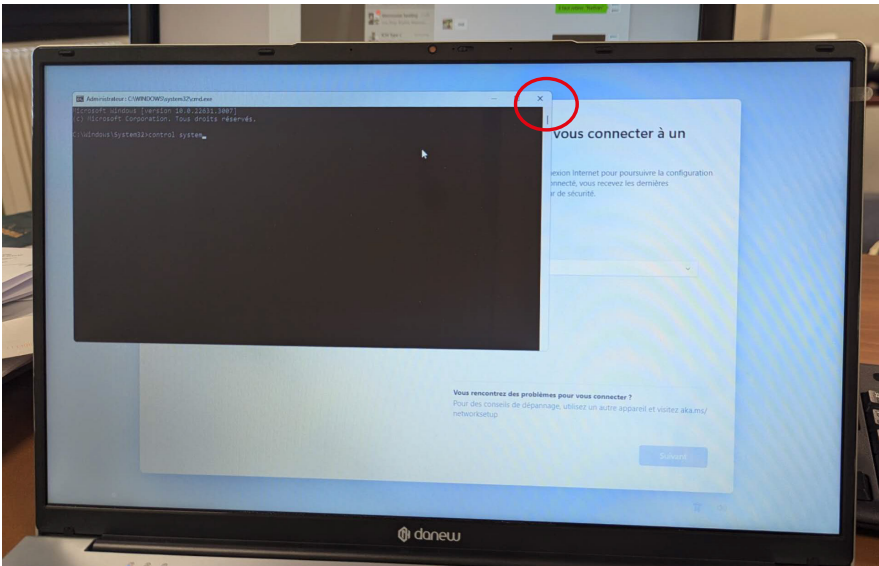 Administrateur : C:\WINDOWS\system32\cmd.exe
Microsoft Windows [version 10.0.22631.3007]
(c) Microsoft Corporation. Tous droits réservés.
C:\Windows\System32>control system_
vous connecter à un
exion Internet pour poursuivre la configuration
onnecté, vous recevez les dernières
r de sécurité.
Vous rencontrez des problèmes pour vous connecter ?
Pour des conseils de dépannage, utilisez un autre appareil et visitez aka.ms/
networksetup
Suivant
danew